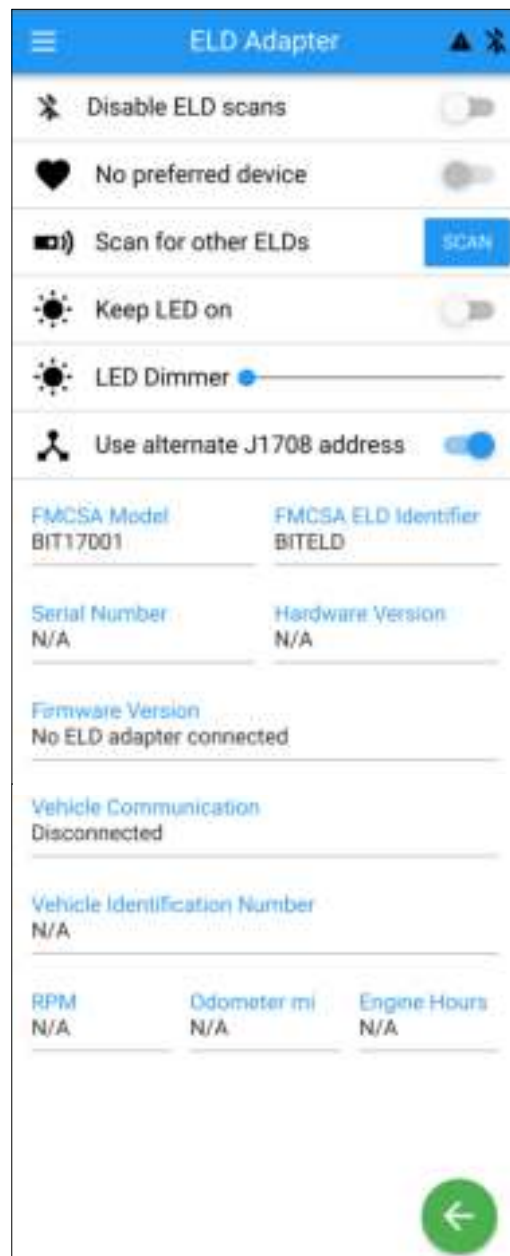 ELD Adapter
Disable ELD scans
No preferred device
Scan for other ELDs SCAN
Keep LED on
LED Dimmer
Use alternate J1708 address
FMCSA Model FMCSA ELD Identifier
BIT17001 BITELD
Serial Number Hardware Version
N/A N/A
Firmware Version
No ELD adapter connected
Vehicle Communication
Disconnected
Vehicle Identification Number
N/A
RPM Odometer mi Engine Hours
N/A N/A N/A